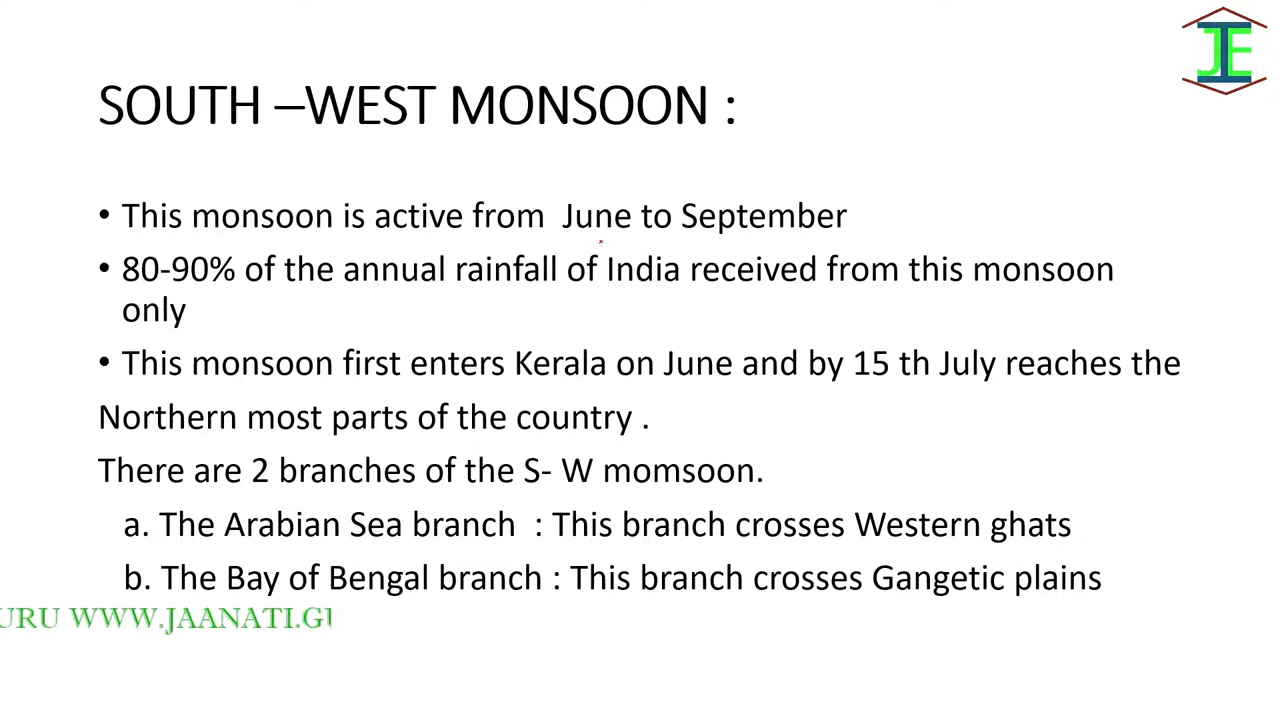 JE
SOUTH –WEST MONSOON :
• This monsoon is active from June to September
• 80-90% of the annual rainfall of India received from this monsoon
only
• This monsoon first enters Kerala on June and by 15 th July reaches the
Northern most parts of the country .
There are 2 branches of the S- W momsoon.
a. The Arabian Sea branch : This branch crosses Western ghats
b. The Bay of Bengal branch : This branch crosses Gangetic plains
URU WWW.JAANATI.GU